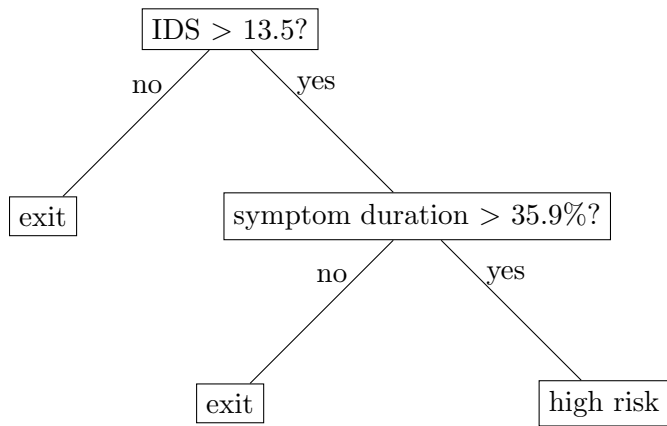 IDS > 13.5?
no
yes
exit
symptom duration > 35.9%?
no
yes
exit
high risk